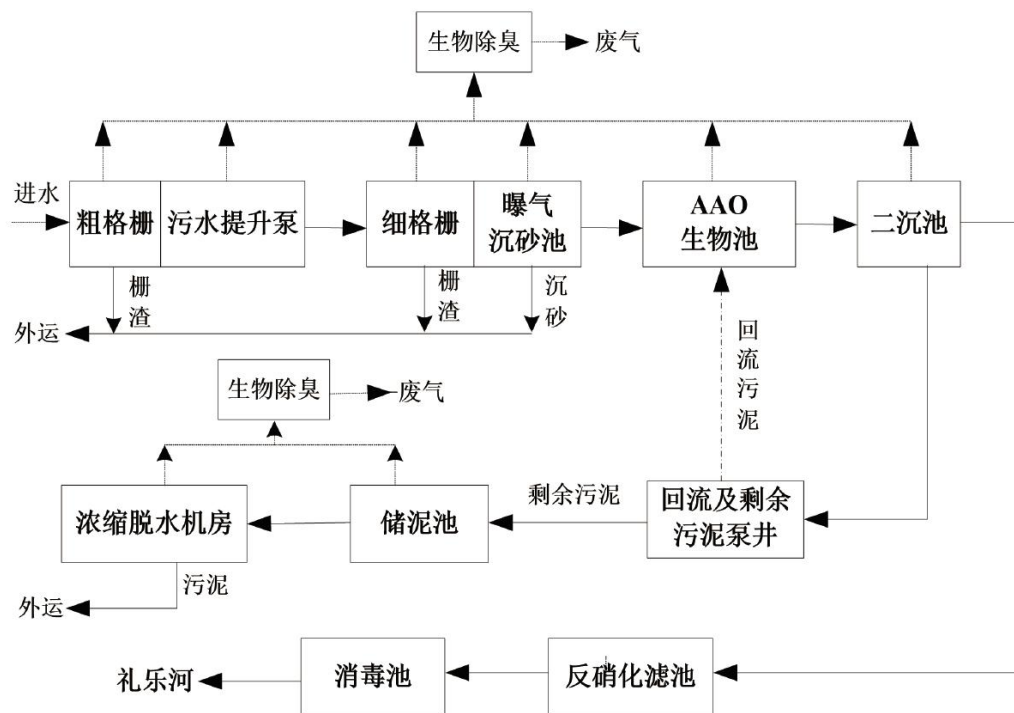 生物除臭
废气
进水
粗格栅
污水提升泵
细格栅
曝气
沉砂池
AAO
生物池
二沉池
栅渣
栅渣
沉砂
外运
回流污泥
生物除臭
废气
浓缩脱水机房
储泥池
剩余污泥
回流及剩余
污泥泵井
污泥
外运
礼乐河
消毒池
反硝化滤池